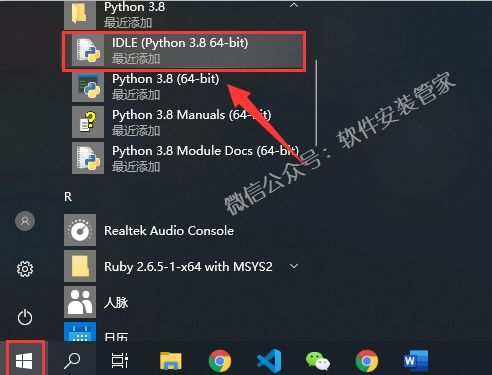 Python 3.8
最近添加
IDLE (Python 3.8 64-bit)
最近添加
Python 3.8 (64-bit)
最近添加
Python 3.8 Manuals (64-bit)
最近添加
Python 3.8 Module Docs (64-bit)
最近添加
R
Realtek Audio Console
Ruby 2.6.5-1-x64 with MSYS2
人脉
日历
微信公众号：软件安装管家